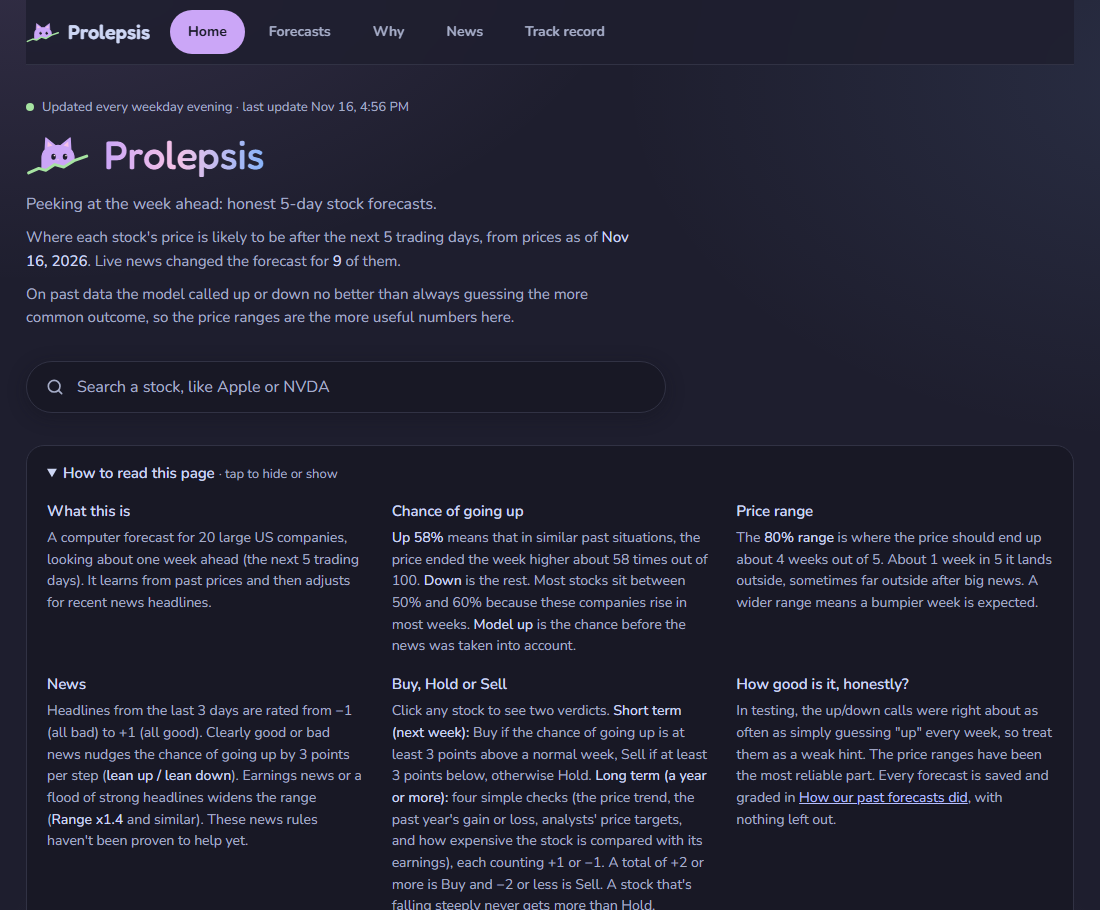 Prolepsis
Home
Forecasts
Why
News
Track record
Updated every weekday evening · last update Nov 16, 4:56 PM
Prolepsis
Peeking at the week ahead: honest 5-day stock forecasts.
Where each stock's price is likely to be after the next 5 trading days, from prices as of Nov
16, 2026. Live news changed the forecast for 9 of them.
On past data the model called up or down no better than always guessing the more
common outcome, so the price ranges are the more useful numbers here.
Search a stock, like Apple or NVDA
▼ How to read this page · tap to hide or show
What this is
A computer forecast for 20 large US companies,
looking about one week ahead (the next 5 trading
days). It learns from past prices and then adjusts
for recent news headlines.
Chance of going up
Up 58% means that in similar past situations, the
price ended the week higher about 58 times out of
100. Down is the rest. Most stocks sit between
50% and 60% because these companies rise in
most weeks. Model up is the chance before the
news was taken into account.
Price range
The 80% range is where the price should end up
about 4 weeks out of 5. About 1 week in 5 it lands
outside, sometimes far outside after big news. A
wider range means a bumpier week is expected.
News
Headlines from the last 3 days are rated from −1
(all bad) to +1 (all good). Clearly good or bad
news nudges the chance of going up by 3 points
per step (lean up / lean down). Earnings news or a
flood of strong headlines widens the range
(Range x1.4 and similar). These news rules
haven't been proven to help yet.
Buy, Hold or Sell
Click any stock to see two verdicts. Short term
(next week): Buy if the chance of going up is at
least 3 points above a normal week, Sell if at least
3 points below, otherwise Hold. Long term (a year
or more): four simple checks (the price trend, the
past year's gain or loss, analysts' price targets,
and how expensive the stock is compared with its
earnings), each counting +1 or −1. A total of +2 or
more is Buy and −2 or less is Sell. A stock that's
falling steeply never gets more than Hold.
How good is it, honestly?
In testing, the up/down calls were right about as
often as simply guessing "up" every week, so treat
them as a weak hint. The price ranges have been
the most reliable part. Every forecast is saved and
graded in How our past forecasts did, with
nothing left out.